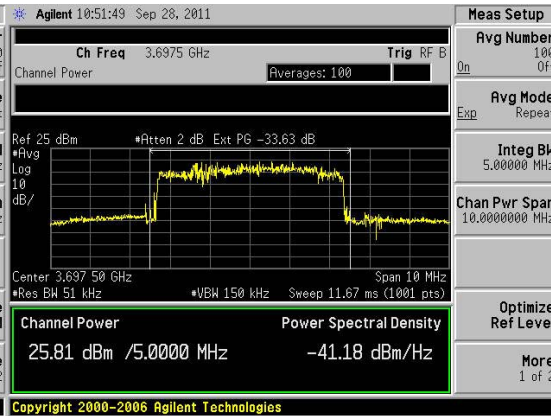 Agilent 10:51:49 Sep 28, 2011
Meas Setup
Ch Freq 3.6975 GHz Trig RF B
Channel Power Averages: 100
Avg Number
100
On Of
Avg Mode
Exp Repea
Ref 25 dBm #Atten 2 dB Ext PG -33.63 dB
#Avg
Log
10
dB/
Integ B
5.00000 MHz
Chan Pwr Span
10.0000000 MHz
Center 3.697 50 GHz Span 10 MHz
#Res BW 51 kHz #VBW 150 kHz Sweep 11.67 ms (1001 pts)
Channel Power Power Spectral Density
25.81 dBm /5.0000 MHz -41.18 dBm/Hz
Optimize
Ref Leve
More
1 of 2
Copyright 2000-2006 Agilent Technologies